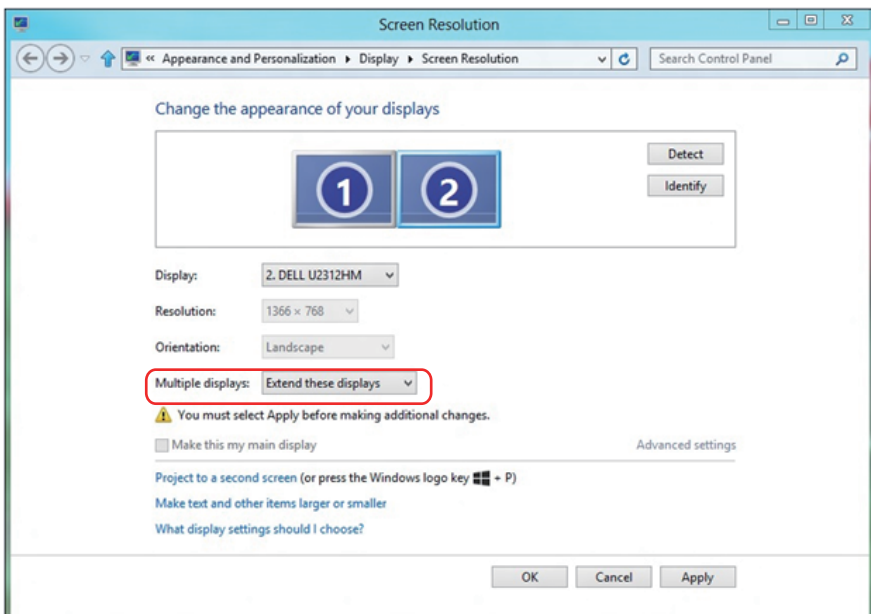 Screen Resolution
« Appearance and Personalization ▸ Display ▸ Screen Resolution Search Control Panel
Change the appearance of your displays
1 2
Detect
Identify
Display: 2. DELL U2312HM
Resolution: 1366 × 768
Orientation: Landscape
Multiple displays: Extend these displays
You must select Apply before making additional changes.
Make this my main display Advanced settings
Project to a second screen (or press the Windows logo key + P)
Make text and other items larger or smaller
What display settings should I choose?
OK Cancel Apply